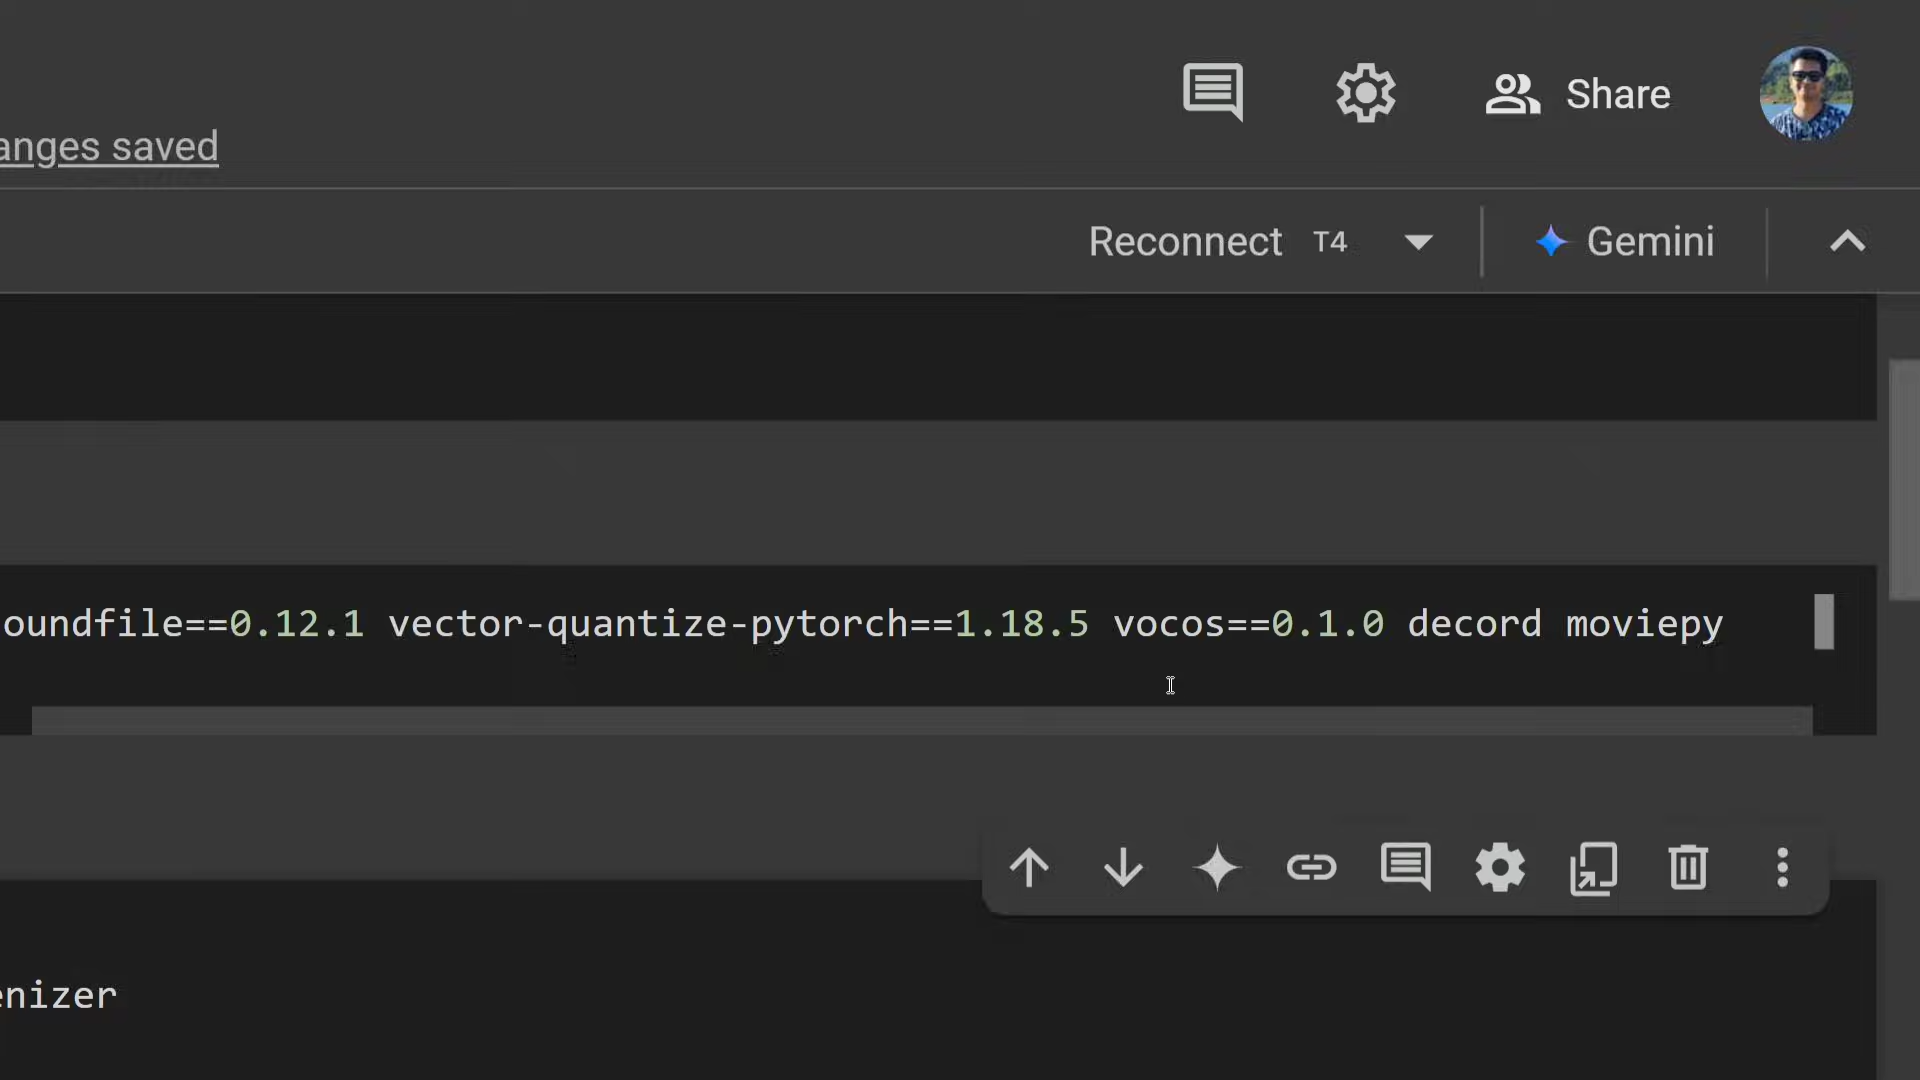 Share
anges saved
Reconnect T4 Gemini
oundfile==0.12.1 vector-quantize-pytorch==1.18.5 vocos==0.1.0 decord moviepy
enizer